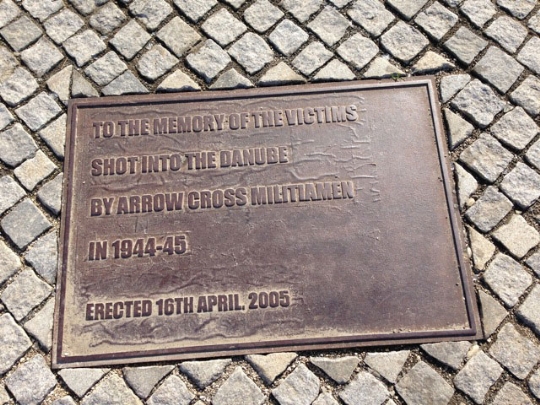 TO THE MEMORY OF THE VICTIMS
SHOT INTO THE DANUBE
BY ARROW CROSS MILITIAMEN
IN 1944-45
ERECTED 16TH APRIL. 2005